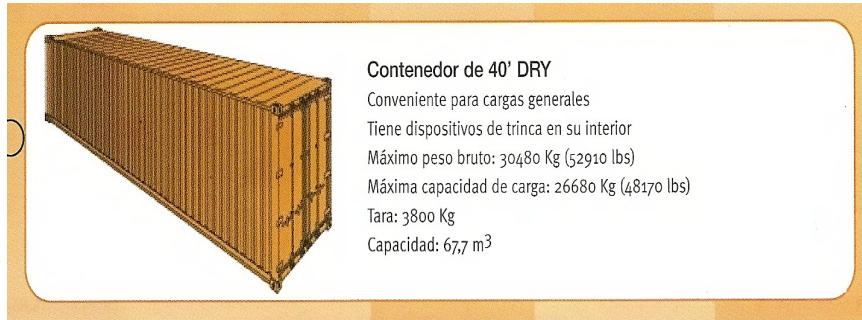 Contenedor de 40' DRY
Conveniente para cargas generales
Tiene dispositivos de trinca en su interior
Máximo peso bruto: 30480 Kg (52910 lbs)
Máxima capacidad de carga: 26680 Kg (48170 lbs)
Tara: 3800 Kg
Capacidad: 67,7 m3